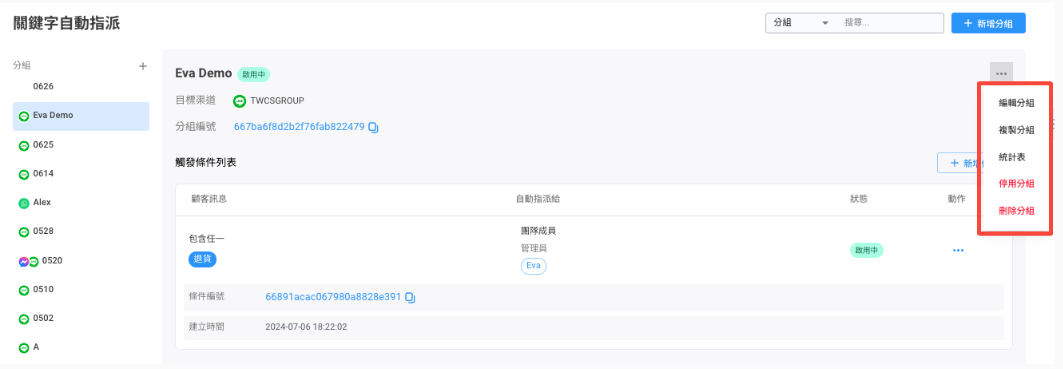 關鍵字自動指派
分組
搜尋...
+ 新增分組
分組
+
0626
Eva Demo
0625
0614
Alex
0528
0520
0510
0502
A
Eva Demo 啟用中
目標渠道 TWCSGROUP
分組編號 667ba6f8d2b2f76fab822479
編輯分組
複製分組
統計表
停用分組
刪除分組
觸發條件列表
+ 新增
顧客訊息 自動指派給 狀態 動作
包含任一
退貨
團隊成員
管理員
Eva
啟用中
條件編號 66891acac067980a8828e391
建立時間 2024-07-06 18:22:02